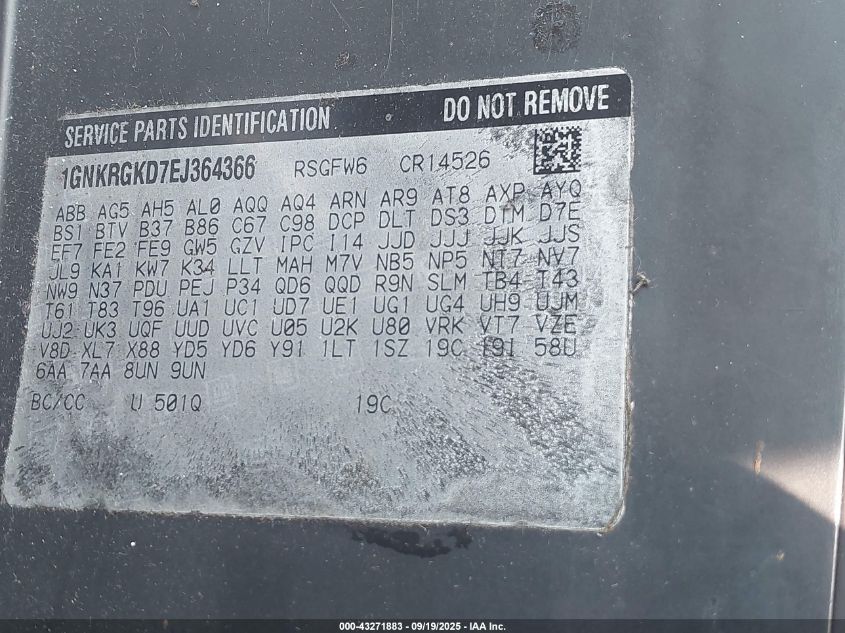 SERVICE PARTS IDENTIFICATION DO NOT REMOVE
1GNKRGKD7EJ364366 RSGFW6 CR14526
ABB AG5 AH5 AL0 AQQ AQ4 ARN AR9 AT8 AXP AYQ
BS1 BTV B37 B86 C67 C98 DCP DLT DS3 DTM D7E
EF7 FE2 FE9 GW5 GZV IPC I14 JJD JJJ JJK JJS
JL9 KA1 KW7 K34 LLT MAH M7V NB5 NP5 NT7 NV7
NW9 N37 PDU PEJ P34 QD6 QQD R9N SLM TB4 T43
T61 T83 T96 UA1 UC1 UD7 UE1 UG1 UG4 UH9 UJM
UJ2 UK3 UQF UUD UVC U05 U2K U80 VRK VT7 VZE
V8D XL7 X88 YD5 YD6 Y91 1LT 1SZ 19C I9I 58U
6AA 7AA 8UN 9UN
BC/CC U 501Q 19C
000-43271883 - 09/19/2025 - IAA Inc.